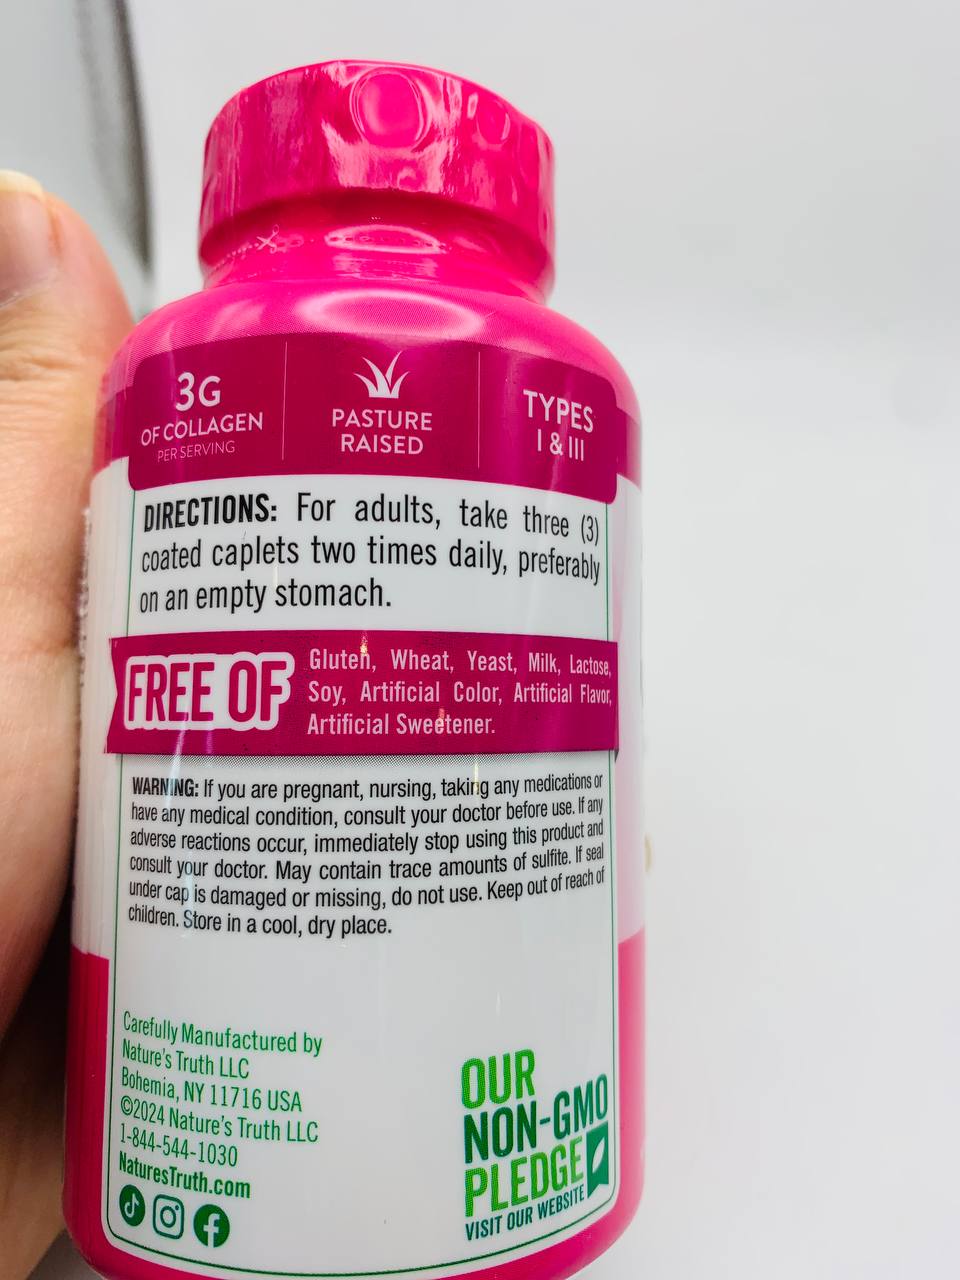 3G
OF COLLAGEN
PER SERVING
PASTURE
RAISED
TYPES
I & III
DIRECTIONS: For adults, take three (3)
coated caplets two times daily, preferably
on an empty stomach.
FREE OF
Gluten, Wheat, Yeast, Milk, Lactose,
Soy, Artificial Color, Artificial Flavor,
Artificial Sweetener.
WARNING: If you are pregnant, nursing, taking any medications or
have any medical condition, consult your doctor before use. If any
adverse reactions occur, immediately stop using this product and
consult your doctor. May contain trace amounts of sulfite. If seal
under cap is damaged or missing, do not use. Keep out of reach of
children. Store in a cool, dry place.
Carefully Manufactured by
Nature's Truth LLC
Bohemia, NY 11716 USA
©2024 Nature's Truth LLC
1-844-544-1030
NaturesTruth.com
OUR
NON-GMO
PLEDGE
VISIT OUR WEBSITE